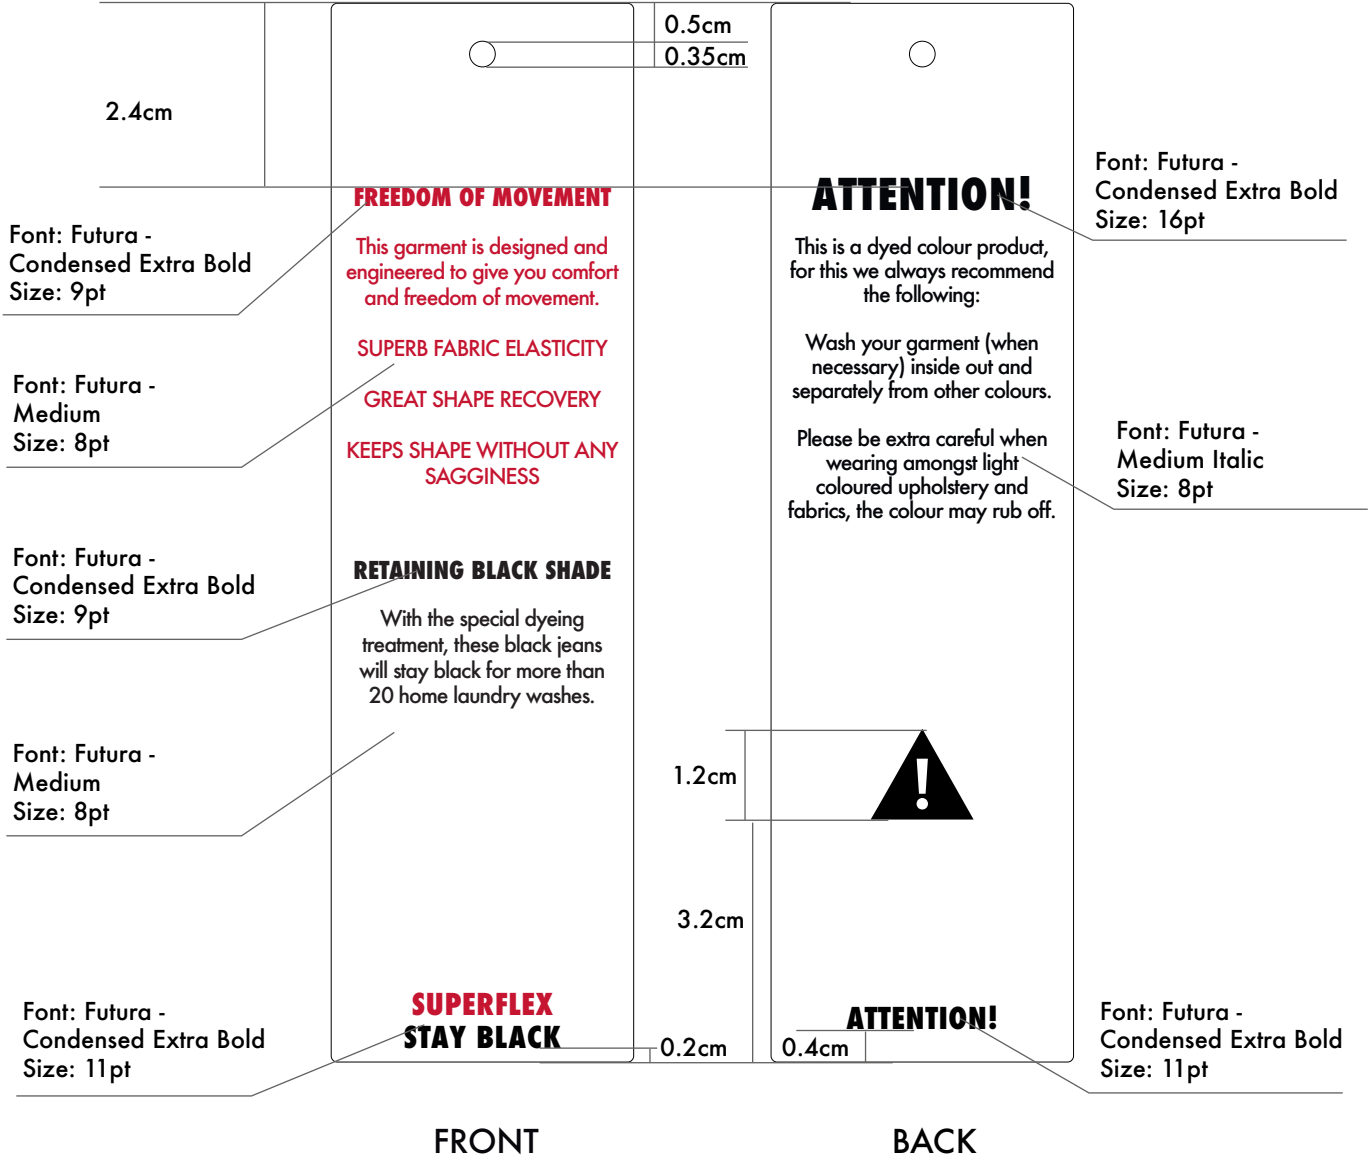 0.5cm
0.35cm
2.4cm
Font: Futura -
Condensed Extra Bold
Size: 9pt
Font: Futura -
Medium
Size: 8pt
Font: Futura -
Condensed Extra Bold
Size: 9pt
Font: Futura -
Medium
Size: 8pt
Font: Futura -
Condensed Extra Bold
Size: 11pt
FREEDOM OF MOVEMENT
This garment is designed and
engineered to give you comfort
and freedom of movement.
SUPERB FABRIC ELASTICITY
GREAT SHAPE RECOVERY
KEEPS SHAPE WITHOUT ANY
SAGGINESS
RETAINING BLACK SHADE
With the special dyeing
treatment, these black jeans
will stay black for more than
20 home laundry washes.
SUPERFLEX
STAY BLACK
FRONT
1.2cm
3.2cm
0.2cm
0.4cm
ATTENTION!
This is a dyed colour product,
for this we always recommend
the following:
Wash your garment (when
necessary) inside out and
separately from other colours.
Please be extra careful when
wearing amongst light
coloured upholstery and
fabrics, the colour may rub off.
!
ATTENTION!
BACK
Font: Futura -
Condensed Extra Bold
Size: 16pt
Font: Futura -
Medium Italic
Size: 8pt
Font: Futura -
Condensed Extra Bold
Size: 11pt